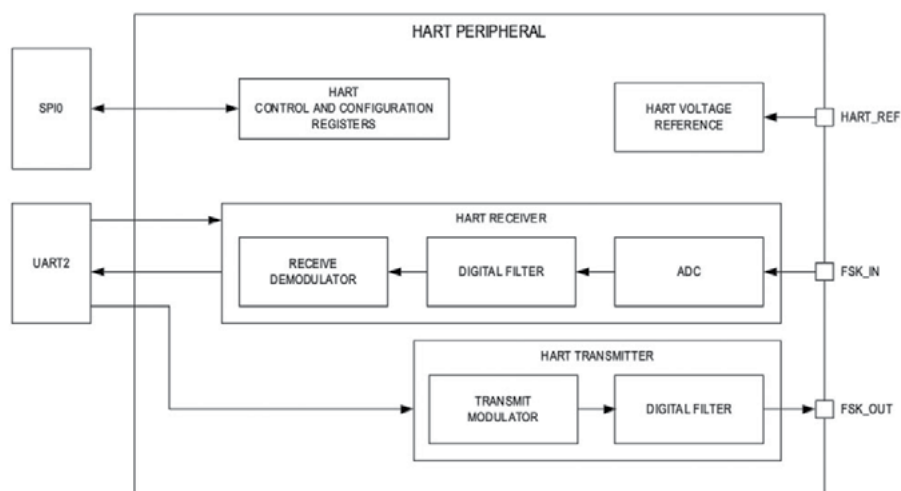 HART PERIPHERAL
SPI0
HART
CONTROL AND CONFIGURATION
REGISTERS
HART VOLTAGE
REFERENCE
HART_REF
UART2
HART RECEIVER
RECEIVE
DEMODULATOR
DIGITAL FILTER
ADC
FSK_IN
HART TRANSMITTER
TRANSMIT
MODULATOR
DIGITAL FILTER
FSK_OUT